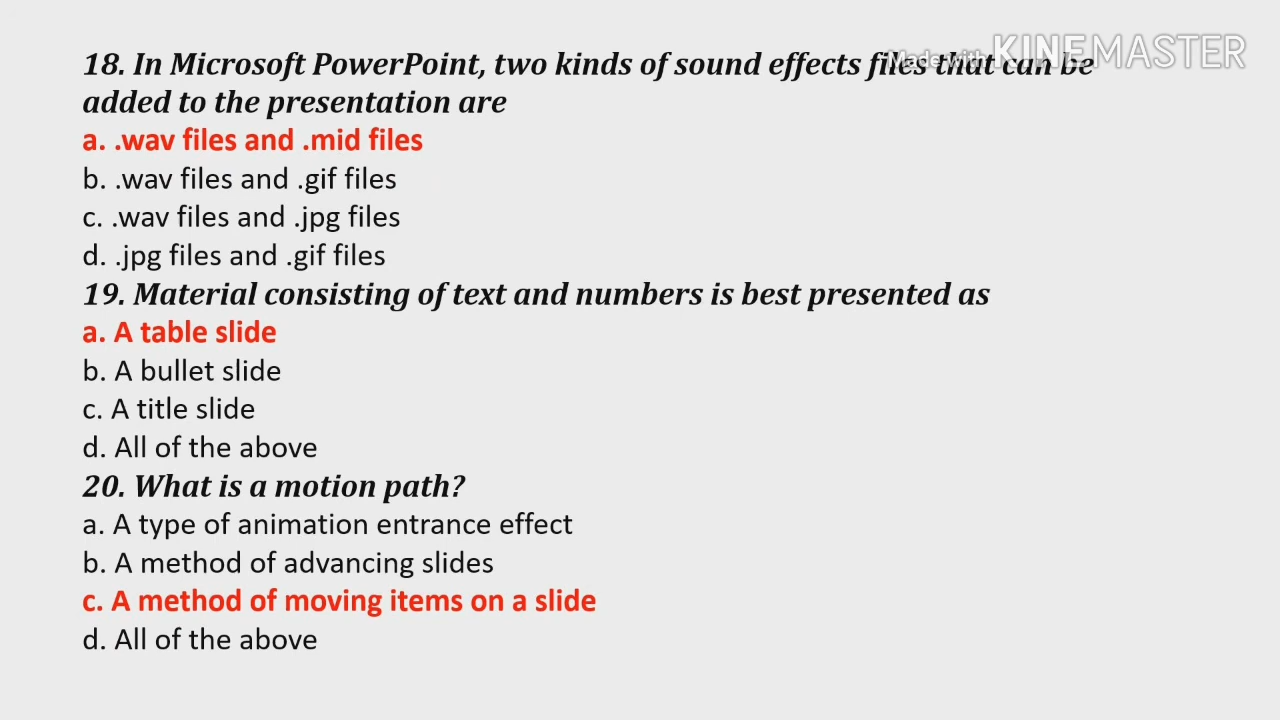 Made with KINEMASTER
18. In Microsoft PowerPoint, two kinds of sound effects files that can be
added to the presentation are
a. .wav files and .mid files
b. .wav files and .gif files
c. .wav files and .jpg files
d. .jpg files and .gif files
19. Material consisting of text and numbers is best presented as
a. A table slide
b. A bullet slide
c. A title slide
d. All of the above
20. What is a motion path?
a. A type of animation entrance effect
b. A method of advancing slides
c. A method of moving items on a slide
d. All of the above